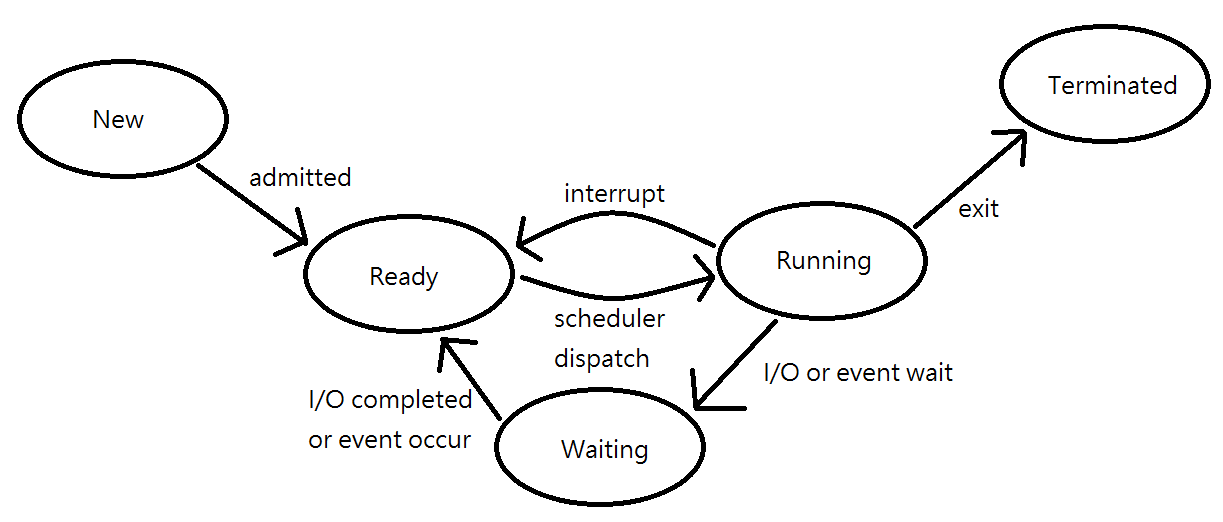 Terminated
New
admitted
interrupt
exit
Ready
Running
scheduler
dispatch
I/O or event wait
I/O completed
or event occur
Waiting